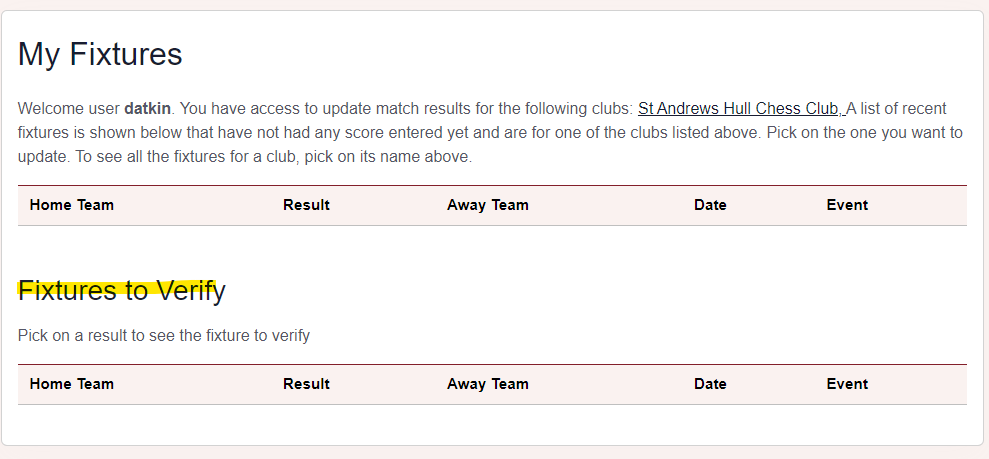 My Fixtures
Welcome user datkin. You have access to update match results for the following clubs: St Andrews Hull Chess Club, A list of recent
fixtures is shown below that have not had any score entered yet and are for one of the clubs listed above. Pick on the one you want to
update. To see all the fixtures for a club, pick on its name above.
Home Team Result Away Team Date Event
Fixtures to Verify
Pick on a result to see the fixture to verify
Home Team Result Away Team Date Event